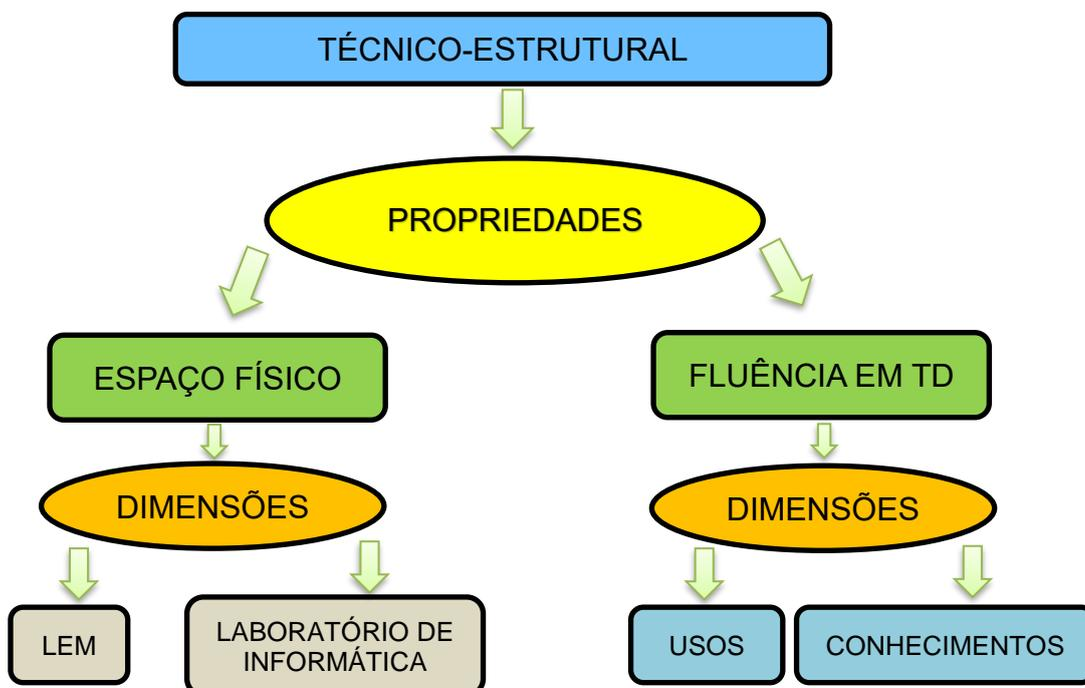 TÉCNICO-ESTRUTURAL
PROPRIEDADES
ESPAÇO FÍSICO
FLUÊNCIA EM TD
DIMENSÕES
DIMENSÕES
LEM
LABORATÓRIO DE
INFORMÁTICA
USOS
CONHECIMENTOS